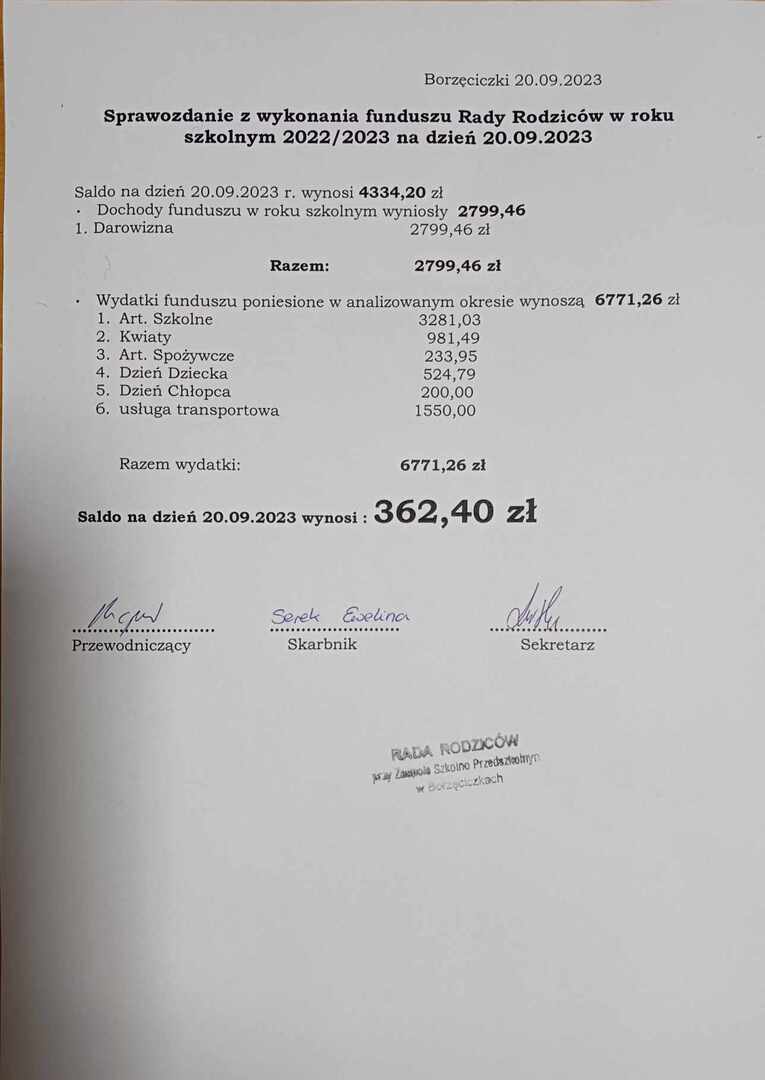 Borzęciczki 20.09.2023
Sprawozdanie z wykonania funduszu Rady Rodziców w roku
szkolnym 2022/2023 na dzień 20.09.2023
Saldo na dzień 20.09.2023 r. wynosi 4334,20 zł
· Dochody funduszu w roku szkolnym wyniosły 2799,46
1. Darowizna 2799,46 zł
Razem: 2799,46 zł
· Wydatki funduszu poniesione w analizowanym okresie wynoszą 6771,26 zł
1. Art. Szkolne 3281,03
2. Kwiaty 981,49
3. Art. Spożywcze 233,95
4. Dzień Dziecka 524,79
5. Dzień Chłopca 200,00
6. usługa transportowa 1550,00
Razem wydatki: 6771,26 zł
Saldo na dzień 20.09.2023 wynosi : 362,40 zł
Serek Ewelina
Przewodniczący Skarbnik Sekretarz
RADA RODZICÓW
przy Zespole Szkolno Przedszkolnym
w Borzęciczkach